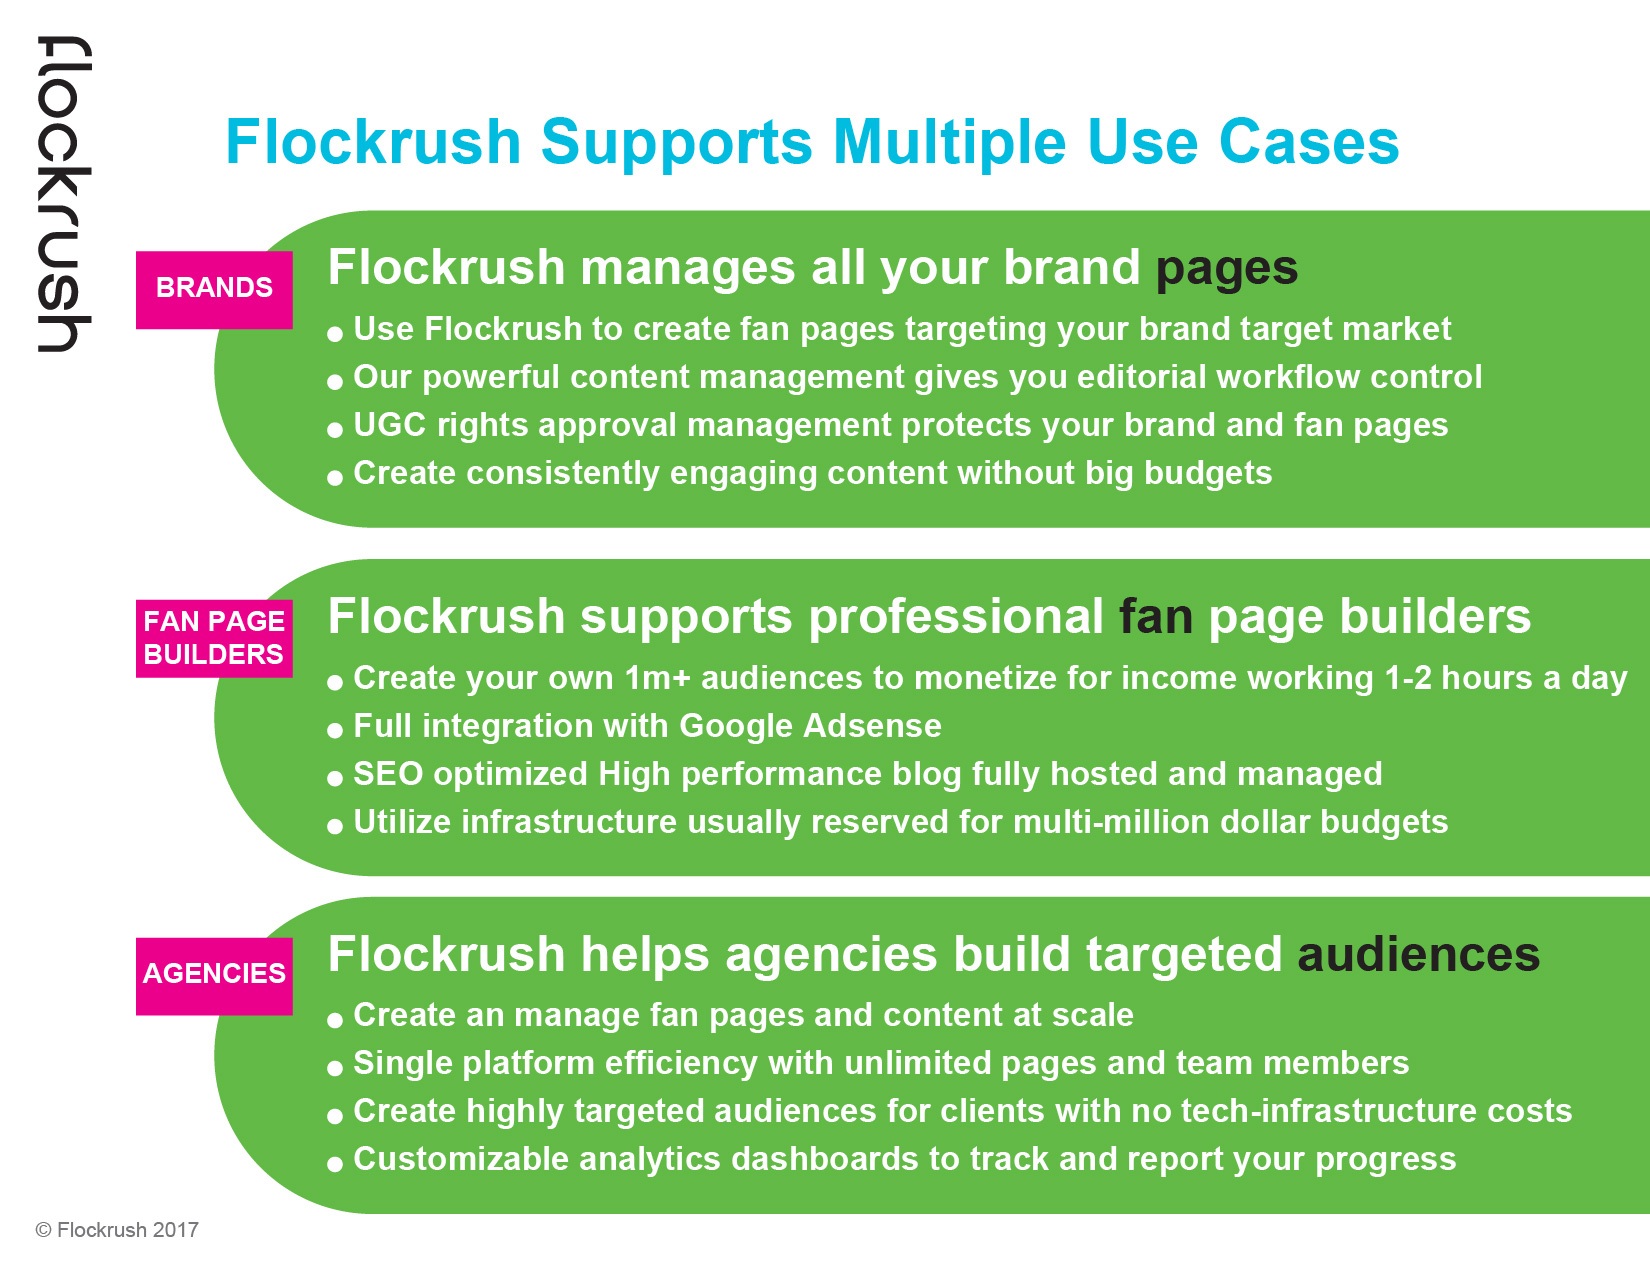 flockrush
Flockrush Supports Multiple Use Cases
BRANDS
Flockrush manages all your brand pages
● Use Flockrush to create fan pages targeting your brand target market
● Our powerful content management gives you editorial workflow control
● UGC rights approval management protects your brand and fan pages
● Create consistently engaging content without big budgets
FAN PAGE
BUILDERS
Flockrush supports professional fan page builders
● Create your own 1m+ audiences to monetize for income working 1-2 hours a day
● Full integration with Google Adsense
● SEO optimized High performance blog fully hosted and managed
● Utilize infrastructure usually reserved for multi-million dollar budgets
AGENCIES
Flockrush helps agencies build targeted audiences
● Create an manage fan pages and content at scale
● Single platform efficiency with unlimited pages and team members
● Create highly targeted audiences for clients with no tech-infrastructure costs
● Customizable analytics dashboards to track and report your progress
© Flockrush 2017